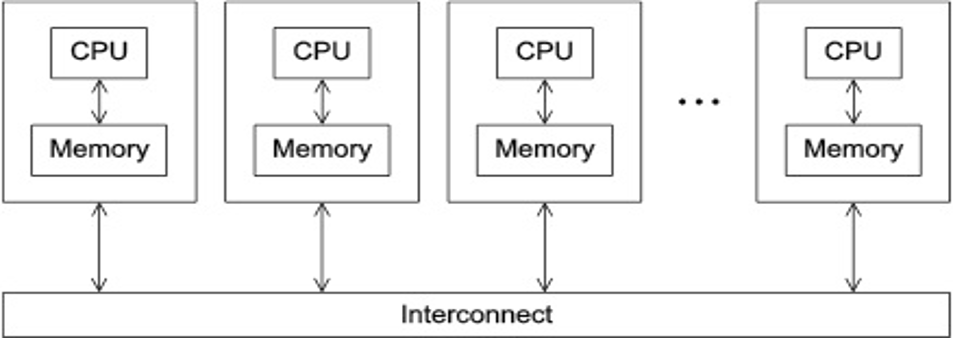 CPU CPU CPU CPU
...
Memory Memory Memory Memory
Interconnect